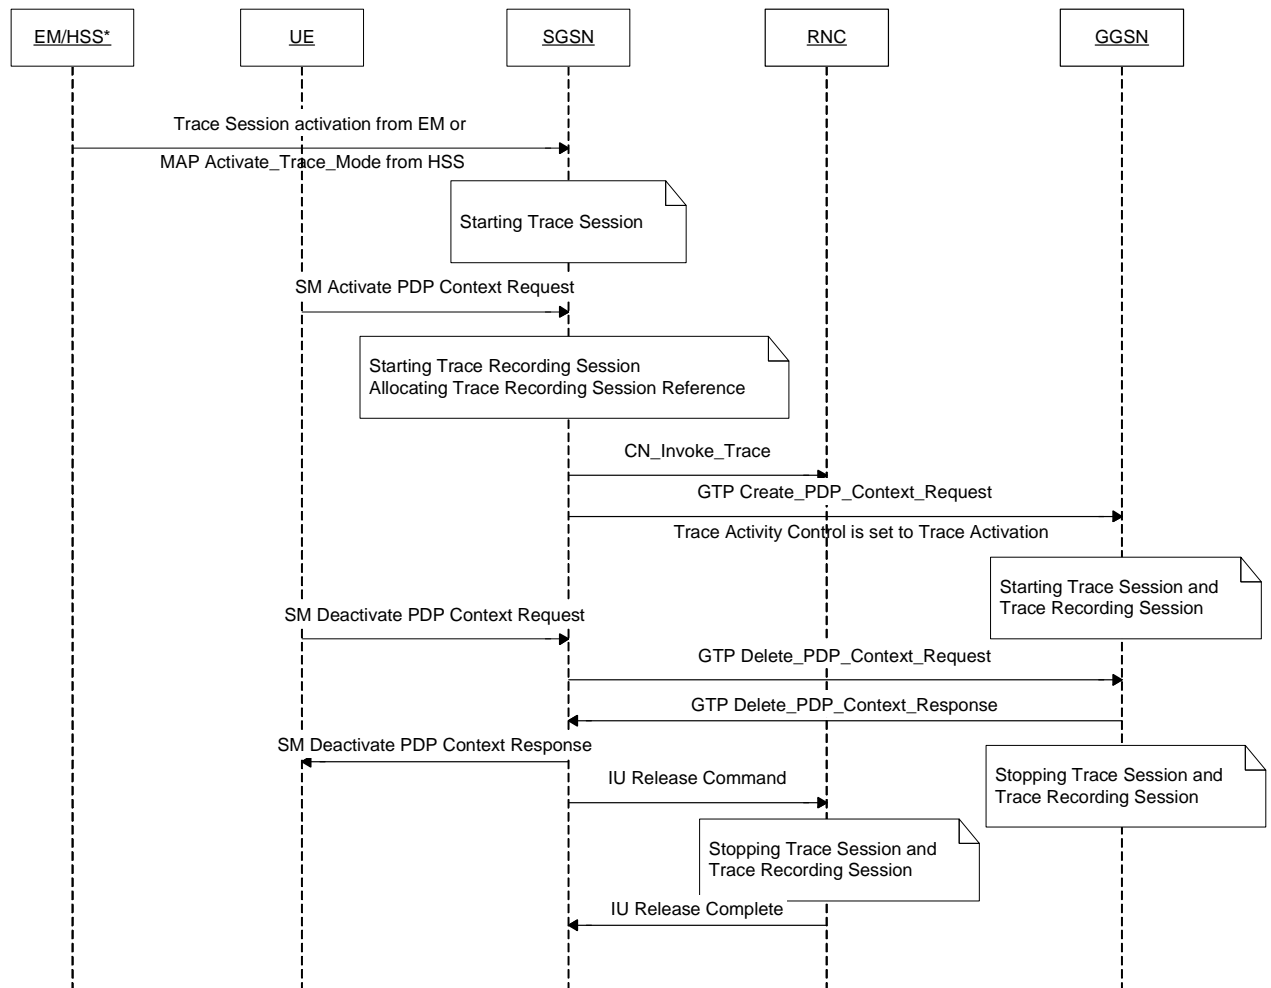 EM/HSS*
UE
SGSN
RNC
GGSN
Trace Session activation from EM or
MAP Activate_Trace_Mode from HSS
Starting Trace Session
SM Activate PDP Context Request
Starting Trace Recording Session
Allocating Trace Recording Session Reference
CN_Invoke_Trace
GTP Create_PDP_Context_Request
Trace Activity Control is set to Trace Activation
Starting Trace Session and
Trace Recording Session
SM Deactivate PDP Context Request
GTP Delete_PDP_Context_Request
GTP Delete_PDP_Context_Response
SM Deactivate PDP Context Response
Stopping Trace Session and
Trace Recording Session
IU Release Command
Stopping Trace Session and
Trace Recording Session
IU Release Complete